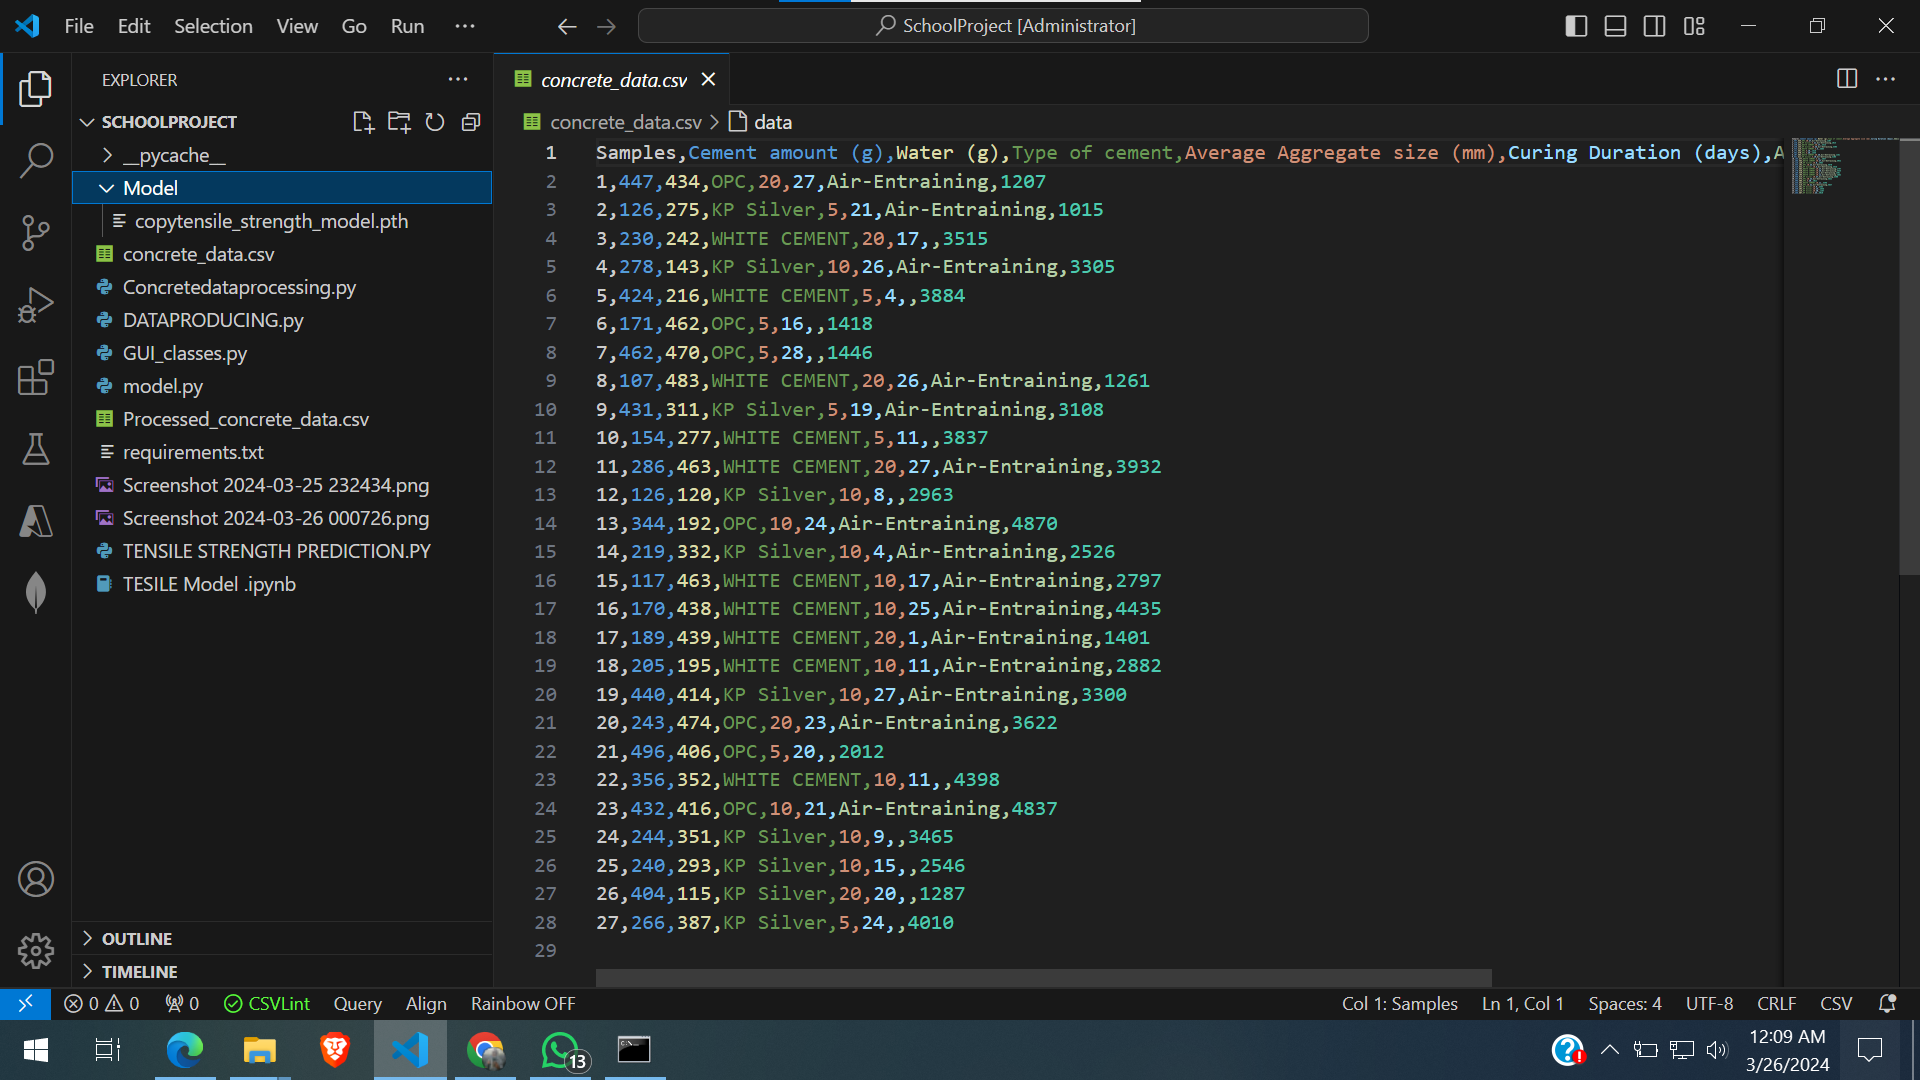 File Edit Selection View Go Run ···
SchoolProject [Administrator]
EXPLORER
SCHOOLPROJECT
__pycache__
Model
copytensile_strength_model.pth
concrete_data.csv
Concretedataprocessing.py
DATAPRODUCING.py
GUI_classes.py
model.py
Processed_concrete_data.csv
requirements.txt
Screenshot 2024-03-25 232434.png
Screenshot 2024-03-26 000726.png
TENSILE STRENGTH PREDICTION.PY
TESILE Model .ipynb
OUTLINE
TIMELINE
concrete_data.csv
concrete_data.csv > data
1 Samples,Cement amount (g),Water (g),Type of cement,Average Aggregate size (mm),Curing Duration (days),A
2 1,447,434,OPC,20,27,Air-Entraining,1207
3 2,126,275,KP Silver,5,21,Air-Entraining,1015
4 3,230,242,WHITE CEMENT,20,17,,3515
5 4,278,143,KP Silver,10,26,Air-Entraining,3305
6 5,424,216,WHITE CEMENT,5,4,,3884
7 6,171,462,OPC,5,16,,1418
8 7,462,470,OPC,5,28,,1446
9 8,107,483,WHITE CEMENT,20,26,Air-Entraining,1261
10 9,431,311,KP Silver,5,19,Air-Entraining,3108
11 10,154,277,WHITE CEMENT,5,11,,3837
12 11,286,463,WHITE CEMENT,20,27,Air-Entraining,3932
13 12,126,120,KP Silver,10,8,,2963
14 13,344,192,OPC,10,24,Air-Entraining,4870
15 14,219,332,KP Silver,10,4,Air-Entraining,2526
16 15,117,463,WHITE CEMENT,10,17,Air-Entraining,2797
17 16,170,438,WHITE CEMENT,10,25,Air-Entraining,4435
18 17,189,439,WHITE CEMENT,20,1,Air-Entraining,1401
19 18,205,195,WHITE CEMENT,10,11,Air-Entraining,2882
20 19,440,414,KP Silver,10,27,Air-Entraining,3300
21 20,243,474,OPC,20,23,Air-Entraining,3622
22 21,496,406,OPC,5,20,,2012
23 22,356,352,WHITE CEMENT,10,11,,4398
24 23,432,416,OPC,10,21,Air-Entraining,4837
25 24,244,351,KP Silver,10,9,,3465
26 25,240,293,KP Silver,10,15,,2546
27 26,404,115,KP Silver,20,20,,1287
28 27,266,387,KP Silver,5,24,,4010
29
0 0 0 CSVLint Query Align Rainbow OFF Col 1: Samples Ln 1, Col 1 Spaces: 4 UTF-8 CRLF CSV
13
12:09 AM
3/26/2024